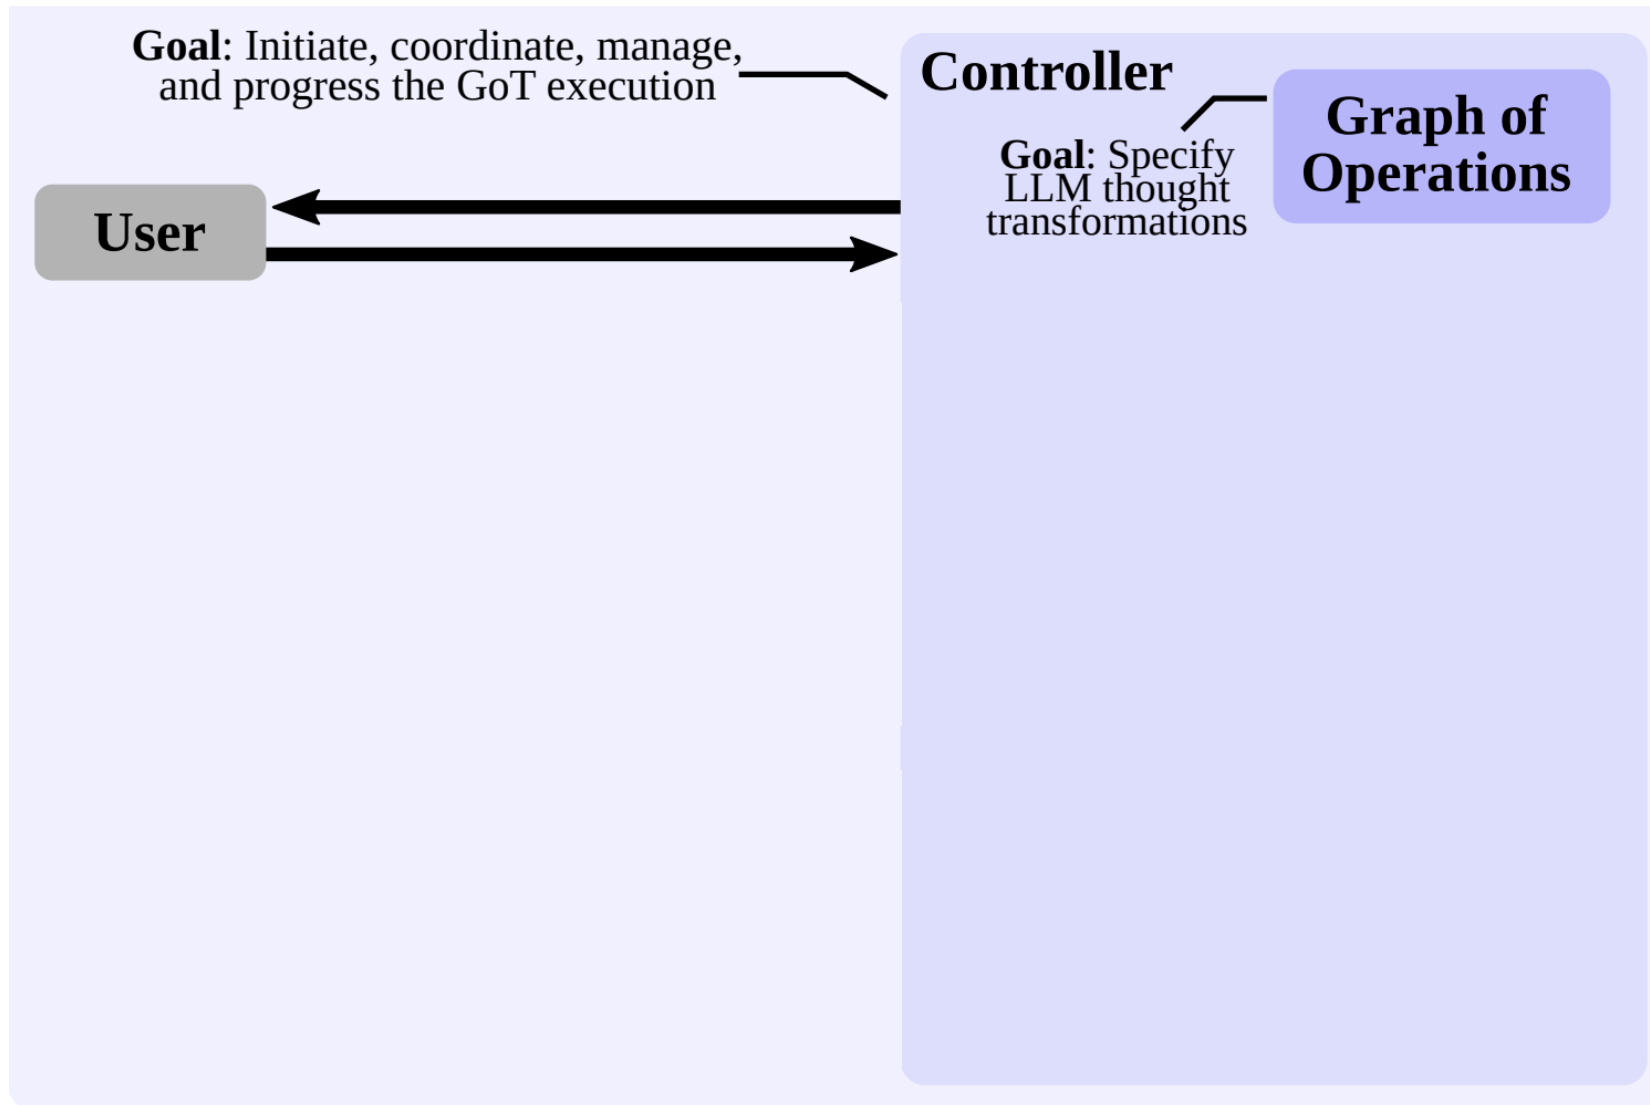 Goal: Initiate, coordinate, manage,
and progress the GoT execution
Controller
Graph of
Operations
Goal: Specify
LLM thought
transformations
User